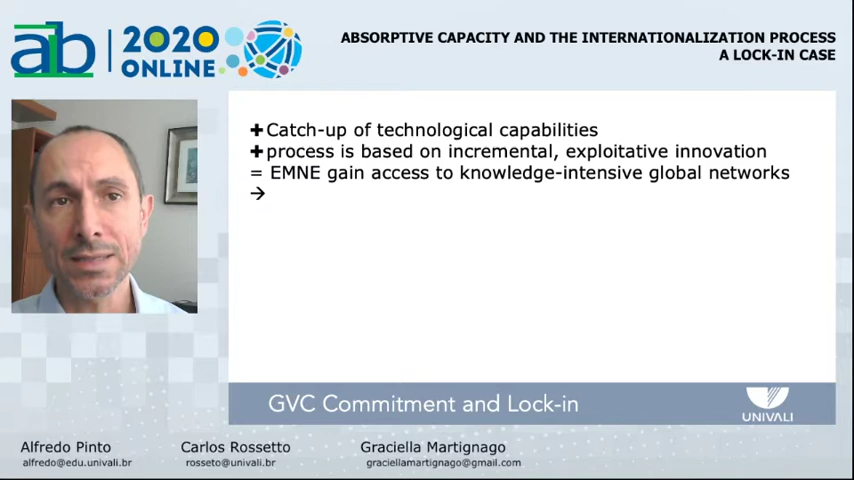 aib 2020
ONLINE
ABSORPTIVE CAPACITY AND THE INTERNATIONALIZATION PROCESS
A LOCK-IN CASE
+Catch-up of technological capabilities
+process is based on incremental, exploitative innovation
= EMNE gain access to knowledge-intensive global networks
→
GVC Commitment and Lock-in
UNIVALI
Alfredo Pinto Carlos Rossetto Graciella Martignago
alfredo@edu.univali.br rosseto@univali.br graciellamartignago@gmail.com